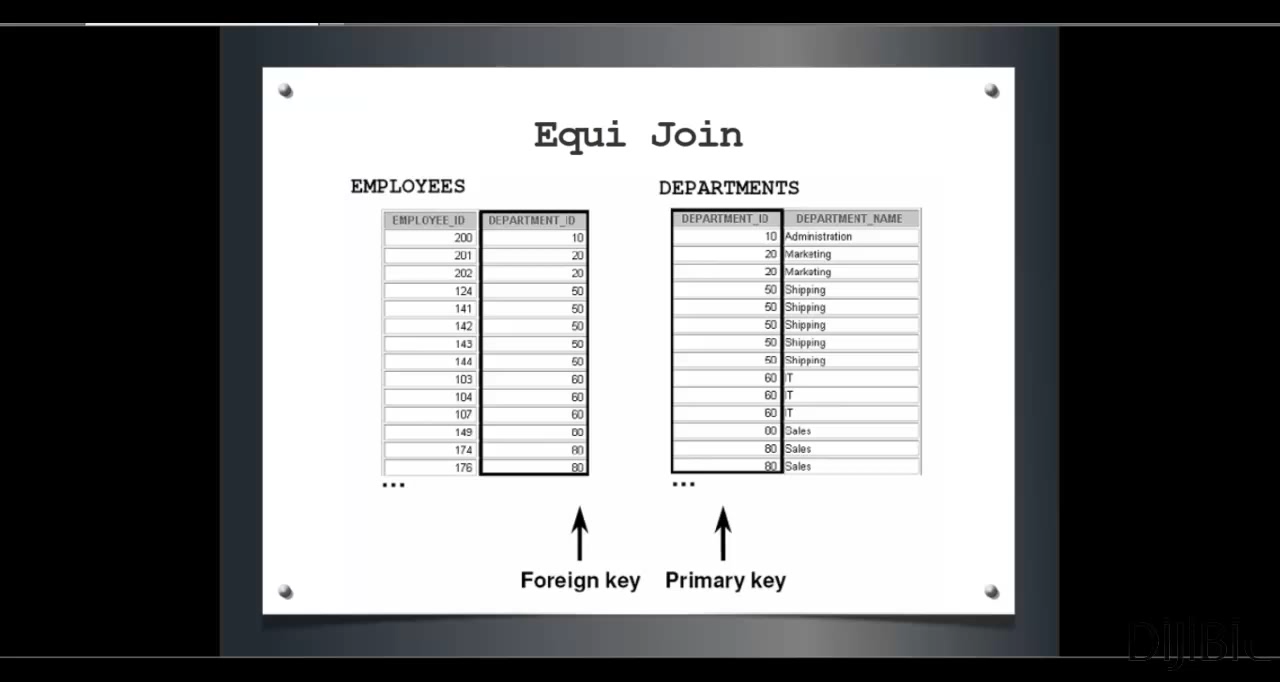 Equi Join
EMPLOYEES
EMPLOYEE_ID DEPARTMENT_ID
200 10
201 20
202 20
124 50
141 50
142 50
143 50
144 50
103 60
104 60
107 60
149 80
174 80
176 80
...
Foreign key
DEPARTMENTS
DEPARTMENT_ID DEPARTMENT_NAME
10 Administration
20 Marketing
20 Marketing
50 Shipping
50 Shipping
50 Shipping
50 Shipping
50 Shipping
60 IT
60 IT
60 IT
80 Sales
80 Sales
80 Sales
...
Primary key